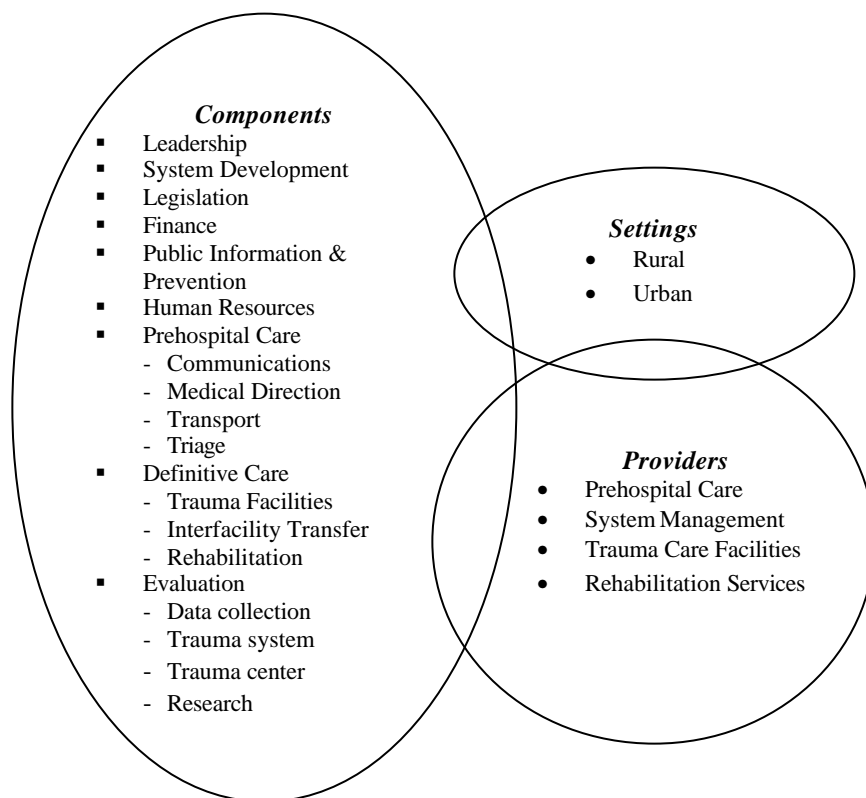 Components
▪ Leadership
▪ System Development
▪ Legislation
▪ Finance
▪ Public Information &
Prevention
▪ Human Resources
▪ Prehospital Care
- Communications
- Medical Direction
- Transport
- Triage
▪ Definitive Care
- Trauma Facilities
- Interfacility Transfer
- Rehabilitation
▪ Evaluation
- Data collection
- Trauma system
- Trauma center
- Research
Settings
• Rural
• Urban
Providers
• Prehospital Care
• System Management
• Trauma Care Facilities
• Rehabilitation Services